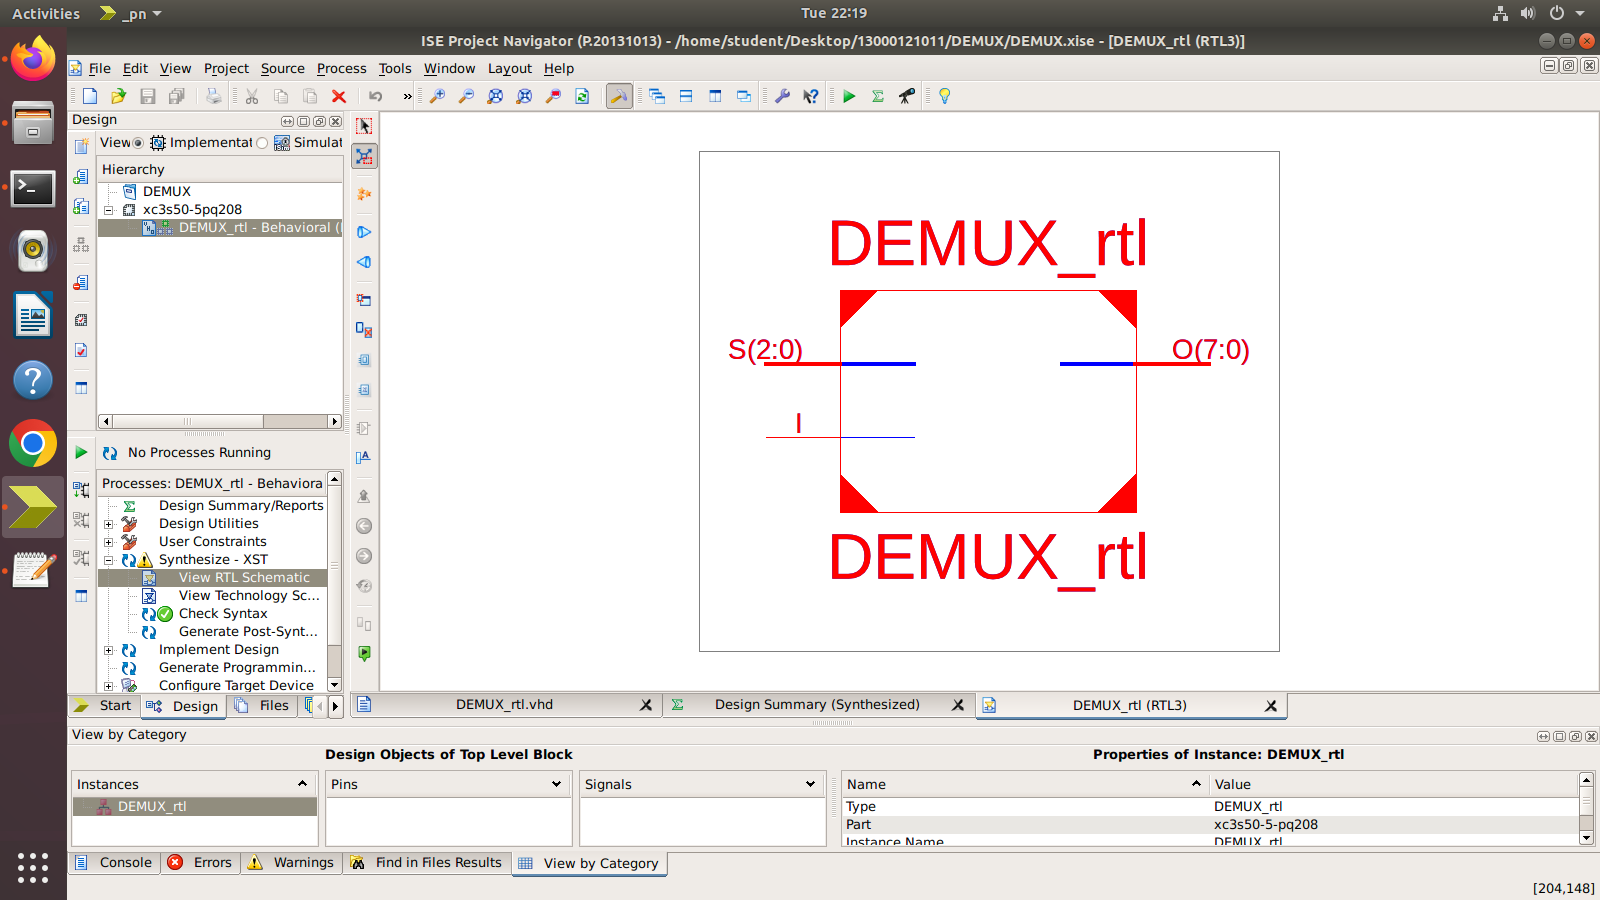 Activities
_pn
Tue 22:19
ISE Project Navigator (P.20131013) - /home/student/Desktop/13000121011/DEMUX/DEMUX.xise - [DEMUX_rtl (RTL3)]
File Edit View Project Source Process Tools Window Layout Help
»
Design
View: Implementat Simulat
Hierarchy
DEMUX
xc3s50-5pq208
DEMUX_rtl - Behavioral (
No Processes Running
Processes: DEMUX_rtl - Behaviora
Design Summary/Reports
Design Utilities
User Constraints
Synthesize - XST
View RTL Schematic
View Technology Sc...
Check Syntax
Generate Post-Synt...
Implement Design
Generate Programmin...
Configure Target Device
Start Design Files
DEMUX_rtl
S(2:0)
O(7:0)
I
DEMUX_rtl
DEMUX_rtl.vhd
Design Summary (Synthesized)
DEMUX_rtl (RTL3)
View by Category
Design Objects of Top Level Block
Properties of Instance: DEMUX_rtl
Instances
Pins
Signals
Name Value
DEMUX_rtl
Type DEMUX_rtl
Part xc3s50-5-pq208
Instance Name DEMUX_rtl
Console Errors Warnings Find in Files Results View by Category
[204,148]